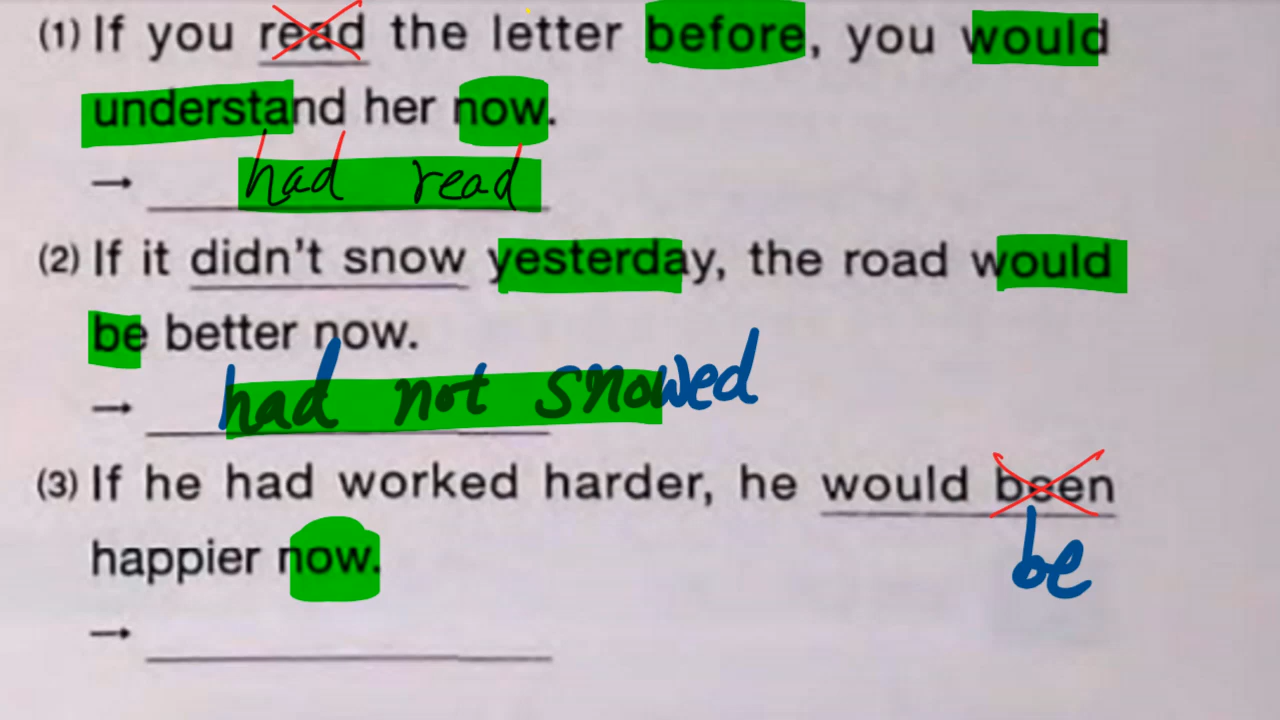 (1) If you read the letter before, you would
understand her now.
→ had read
(2) If it didn't snow yesterday, the road would
be better now.
→ had not snowed
(3) If he had worked harder, he would been
be
happier now.
→